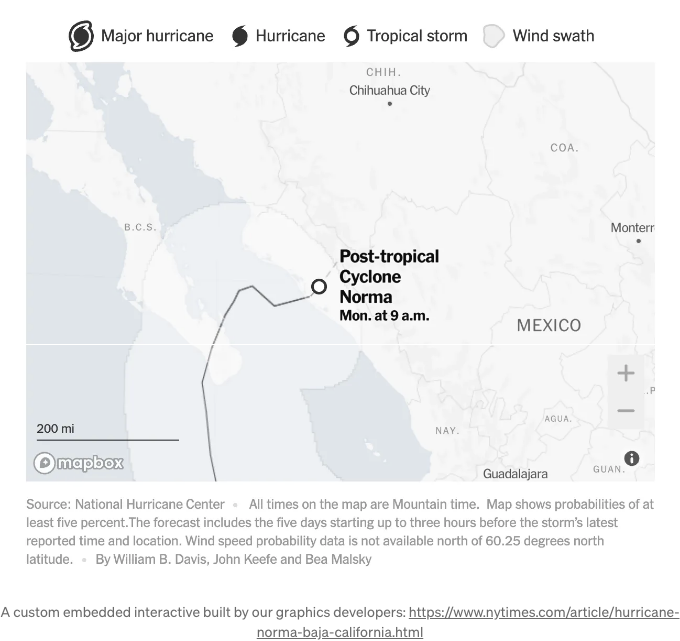 Major hurricane Hurricane Tropical storm Wind swath
CHIH.
Chihuahua City
COA.
B.C.S.
Monterr
Post-tropical
Cyclone
Norma
Mon. at 9 a.m.
MEXICO
+
−
.P
200 mi
AGUA.
NAY.
mapbox
i
Guadalajara
GUAN.
Source: National Hurricane Center • All times on the map are Mountain time. Map shows probabilities of at
least five percent.The forecast includes the five days starting up to three hours before the storm’s latest
reported time and location. Wind speed probability data is not available north of 60.25 degrees north
latitude. • By William B. Davis, John Keefe and Bea Malsky
A custom embedded interactive built by our graphics developers: https://www.nytimes.com/article/hurricane-
norma-baja-california.html